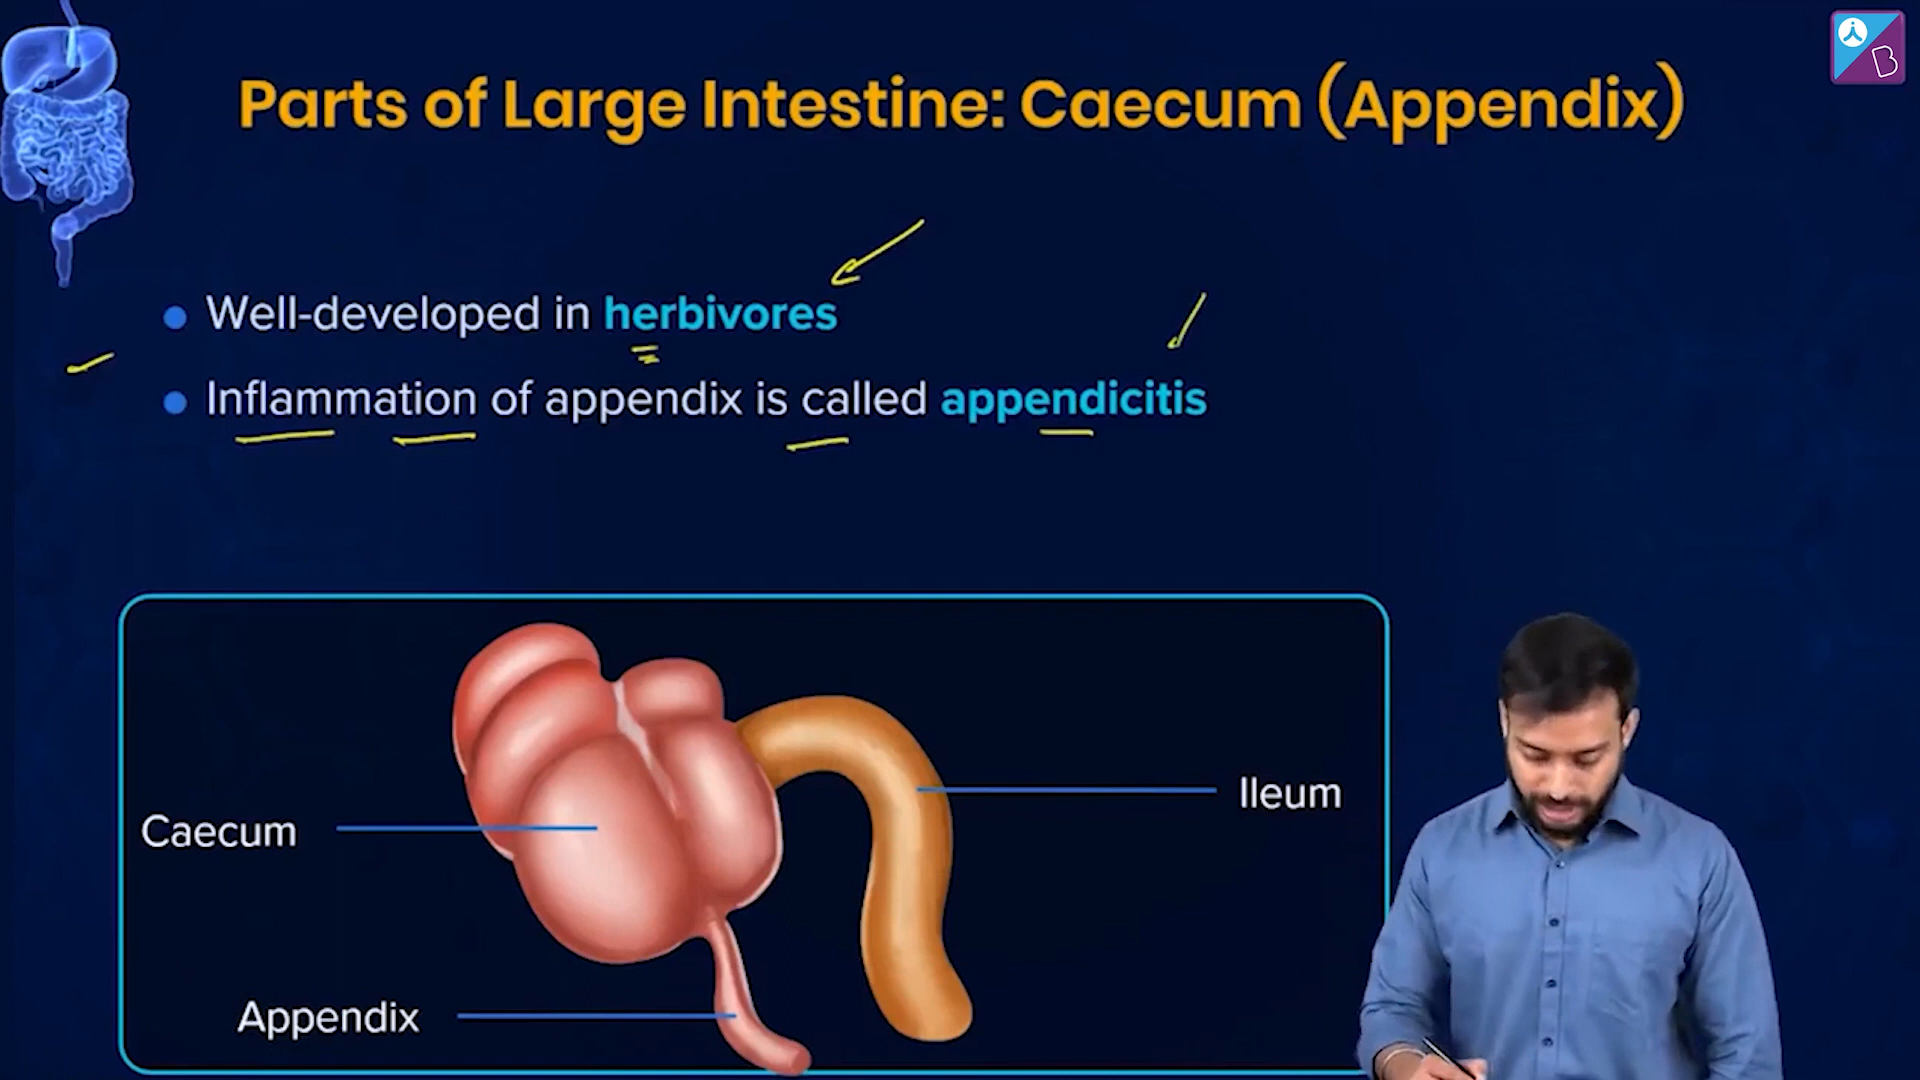 Parts of Large Intestine: Caecum (Appendix)
Well-developed in herbivores
Inflammation of appendix is called appendicitis
Caecum
Ileum
Appendix
B